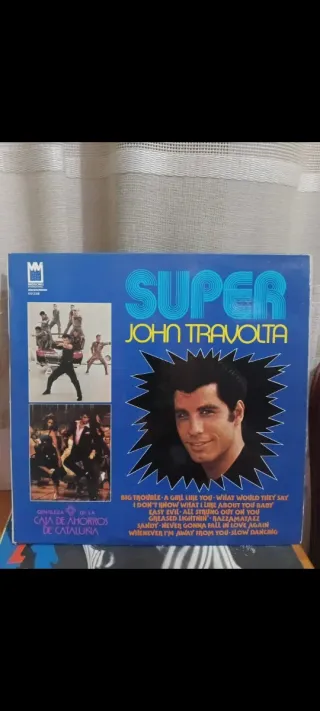 MM
SUPER
JOHN TRAVOLTA
BIG TROUBLE·A GIRL LIKE YOU·WHAT WOULD THEY SAY
I DON'T KNOW WHAT I LIKE ABOUT YOU BABY
EASY EVIL·ALL STRUNG OUT ON YOU
GREASED LIGHTNIN'·RAZZAMATAZZ
SANDY·NEVER GONNA FALL IN LOVE AGAIN
WHENEVER I'M AWAY FROM YOU·SLOW DANCING
GENTILEZA DE LA
CAJA DE AHORROS
DE CATALUÑA